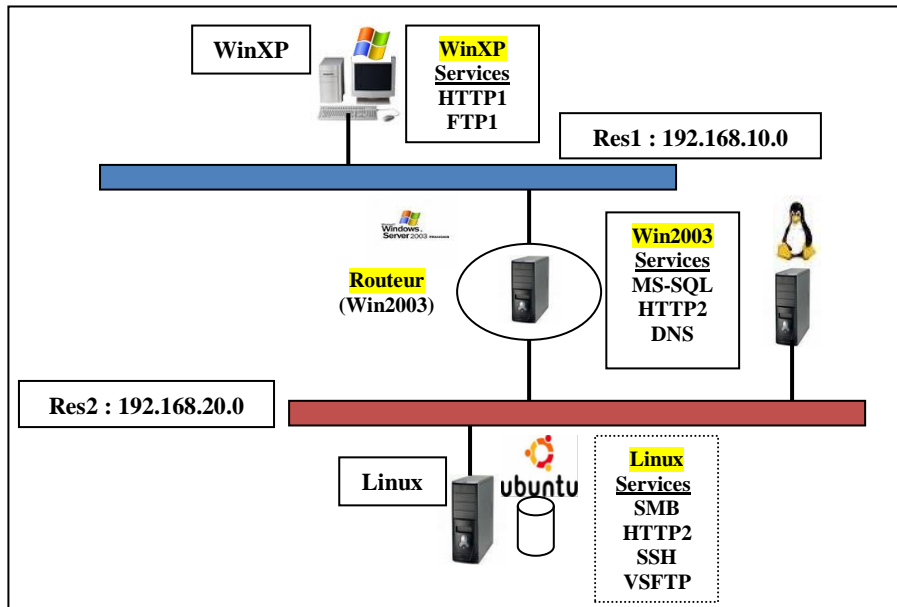 WinXP
WinXP
Services
HTTP1
FTP1
Res1 : 192.168.10.0
Windows
Server 2003
Routeur
(Win2003)
Win2003
Services
MS-SQL
HTTP2
DNS
Res2 : 192.168.20.0
Linux
ubuntu
Linux
Services
SMB
HTTP2
SSH
VSFTP